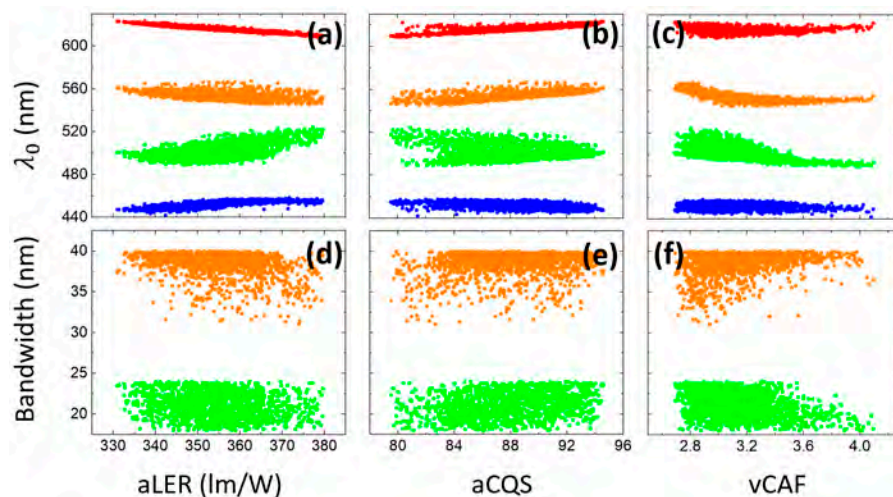 λ0 (nm)
600
560
520
480
440
(a)
(b)
(c)
Bandwidth (nm)
40
35
30
25
20
(d)
(e)
(f)
330 340 350 360 370 380
80 84 88 92 96
2.8 3.2 3.6 4.0
aLER (lm/W)
aCQS
vCAF